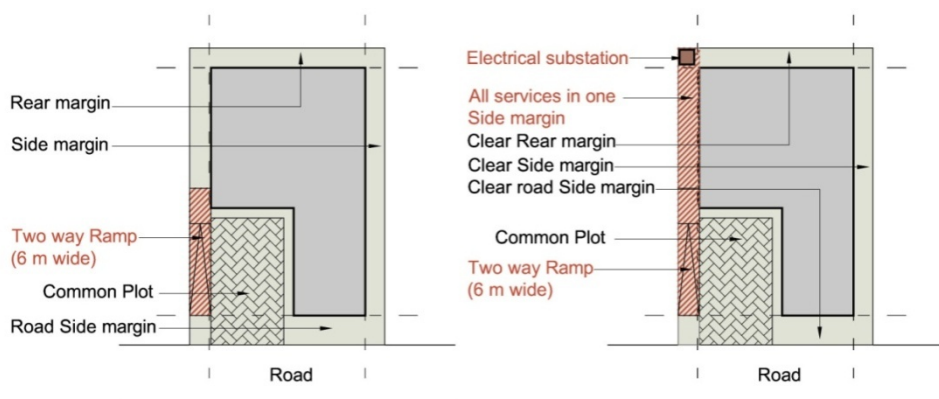 Rear margin
Side margin
Two way Ramp
(6 m wide)
Common Plot
Road Side margin
Road
Electrical substation
All services in one
Side margin
Clear Rear margin
Clear Side margin
Clear road Side margin
Common Plot
Two way Ramp
(6 m wide)
Road